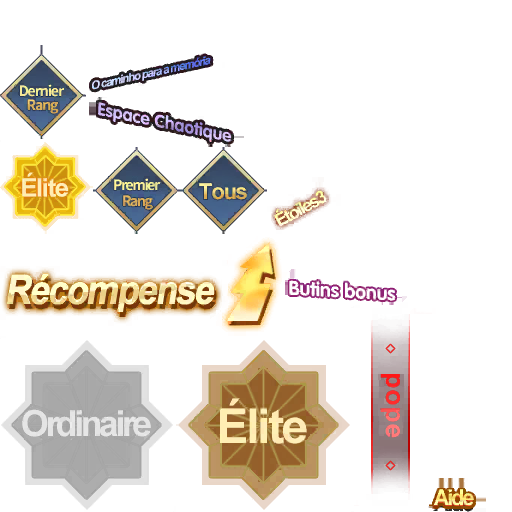 Dernier
Rang
O caminho para a memória
Espace Chaotique
Élite
Premier
Rang
Tous
Étoiles3
Récompense
Butins bonus
Ordinaire
Élite
pope
Aide